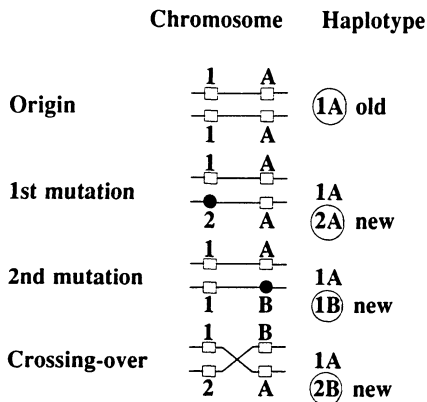 Chromosome Haplotype
1 A
Origin 1A old
1 A
1 A
1st mutation 1A
2 A 2A new
1 A
2nd mutation 1A
1 B 1B new
1 B
Crossing-over 1A
2 A 2B new